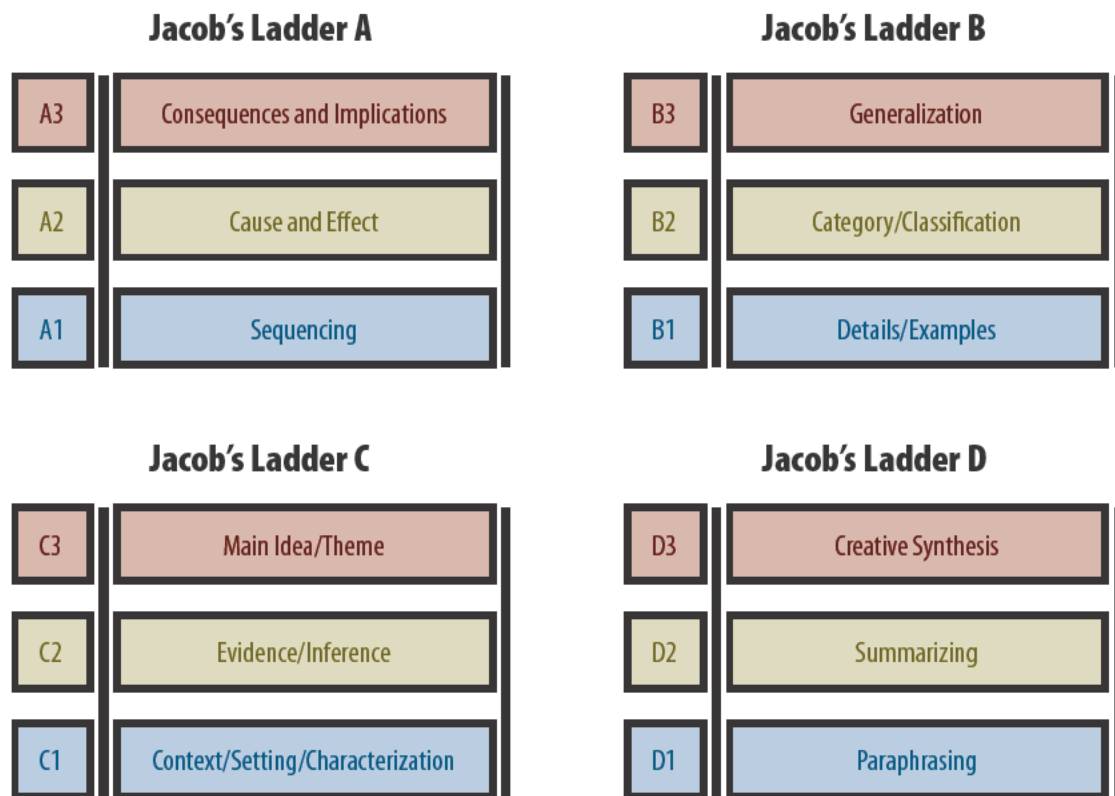 Jacob's Ladder A
A3 Consequences and Implications
A2 Cause and Effect
A1 Sequencing
Jacob's Ladder B
B3 Generalization
B2 Category/Classification
B1 Details/Examples
Jacob's Ladder C
C3 Main Idea/Theme
C2 Evidence/Inference
C1 Context/Setting/Characterization
Jacob's Ladder D
D3 Creative Synthesis
D2 Summarizing
D1 Paraphrasing